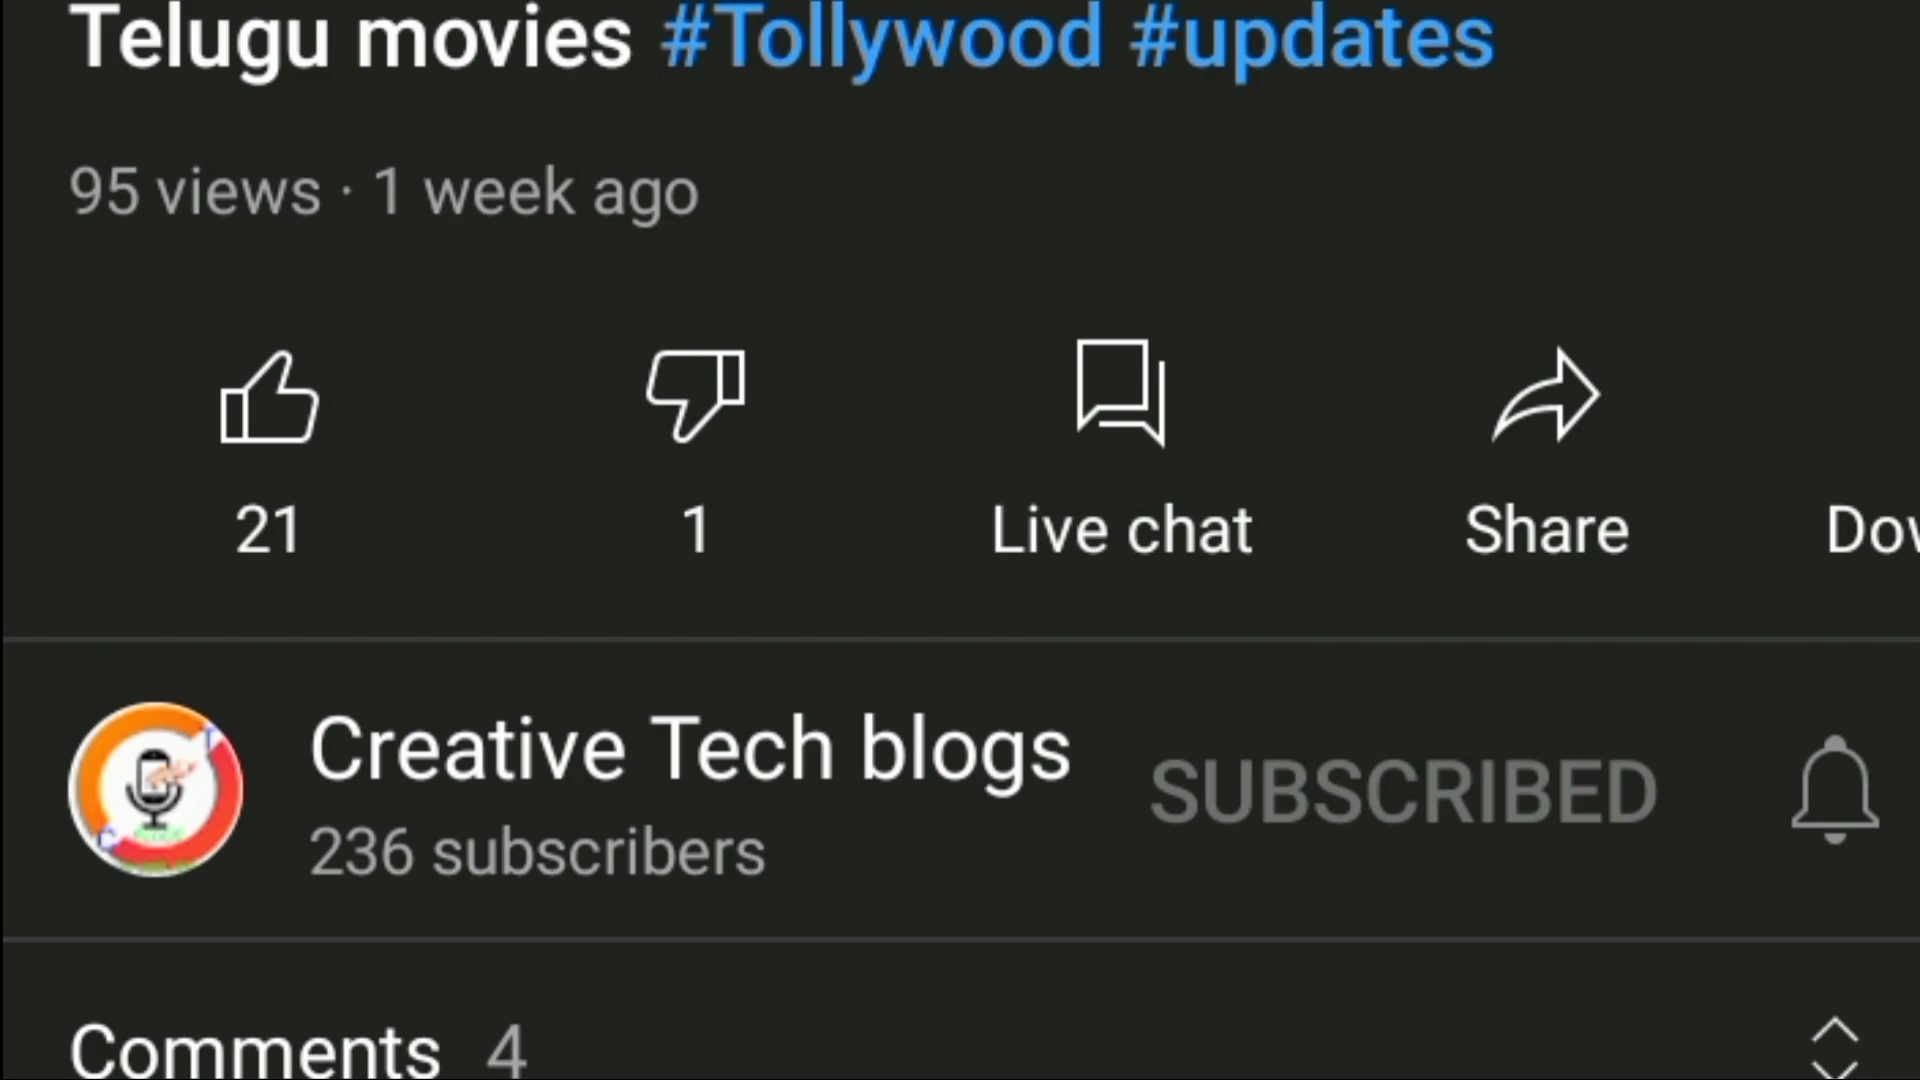 Telugu movies #Tollywood #updates
95 views · 1 week ago
21
1
Live chat
Share
Dow
Creative Tech blogs
SUBSCRIBED
236 subscribers
Comments 4